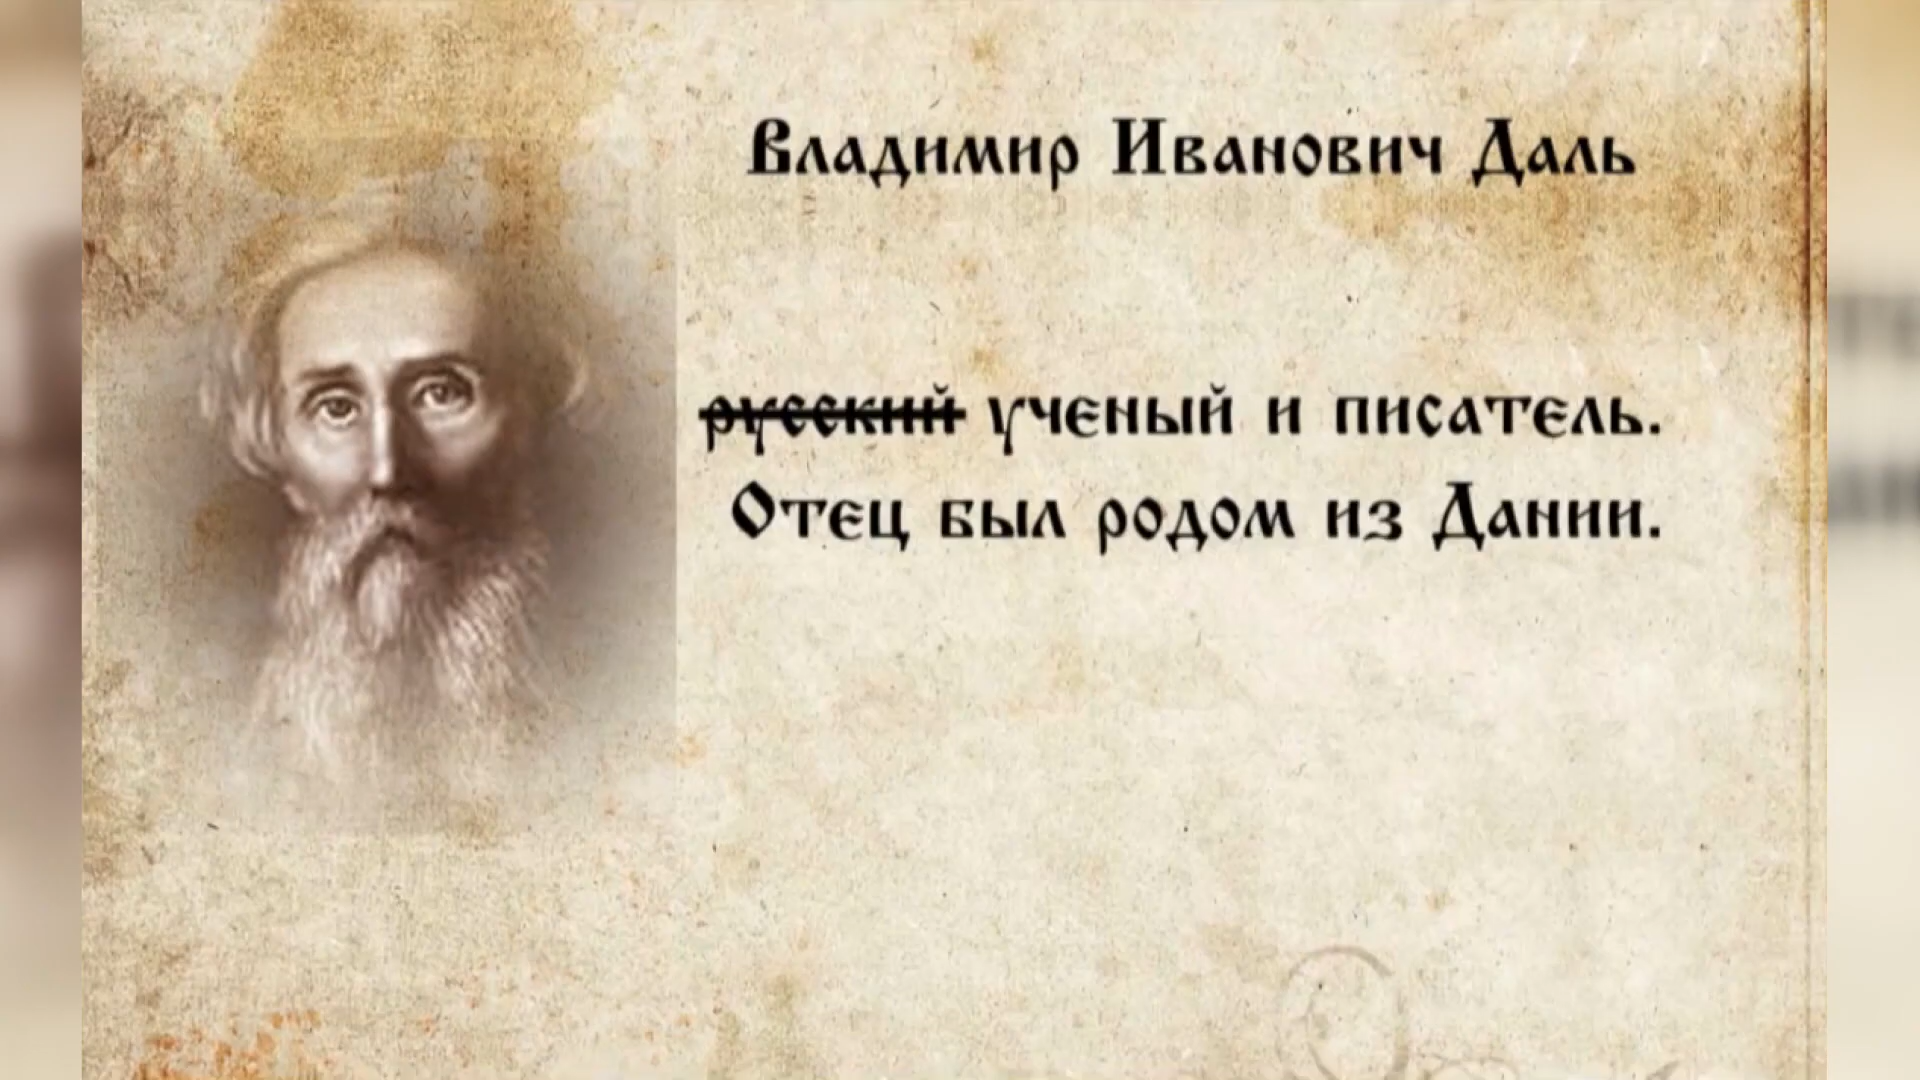 Владимир Иванович Даль
русский ученый и писатель.
Отец был родом из Дании.